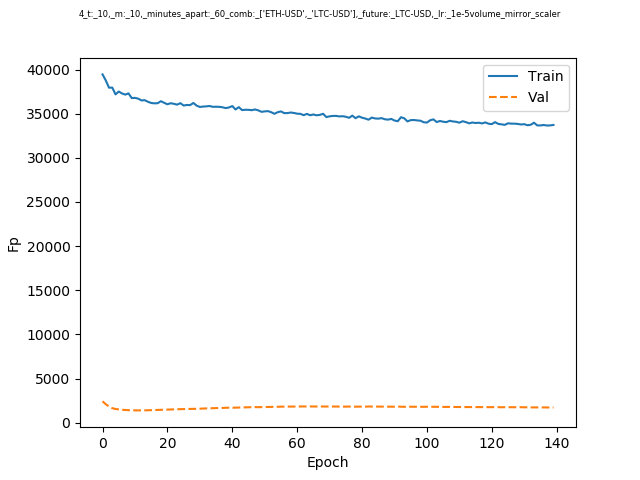 4_t:_10,_m:_10,_minutes_apart:_60_comb:_['ETH-USD',_'LTC-USD'],_future:_LTC-USD,_lr:_1e-5volume_mirror_scaler
40000
35000
30000
25000
20000
15000
10000
5000
0
Fp
Train
Val
0 20 40 60 80 100 120 140
Epoch